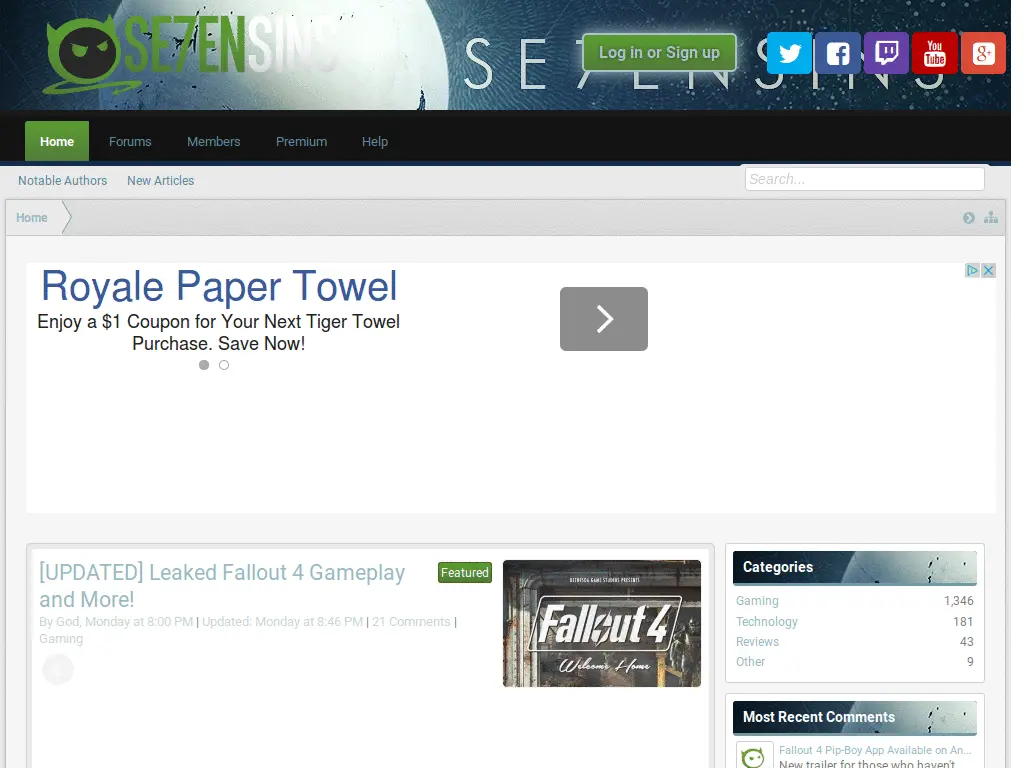 SE7ENSINS
SE7ENSINS
Log in or Sign up
You
Tube
g+
Home
Forums
Members
Premium
Help
Notable Authors
New Articles
Search...
Home
Royale Paper Towel
Enjoy a $1 Coupon for Your Next Tiger Towel
Purchase. Save Now!
[UPDATED] Leaked Fallout 4 Gameplay
and More!
Featured
By God, Monday at 8:00 PM | Updated: Monday at 8:46 PM | 21 Comments |
Gaming
BETHESDA GAME STUDIOS PRESENTS
Fallout 4
Welcome Home
Categories
Gaming 1,346
Technology 181
Reviews 43
Other 9
Most Recent Comments
Fallout 4 Pip-Boy App Available on An...
New trailer for those who haven't